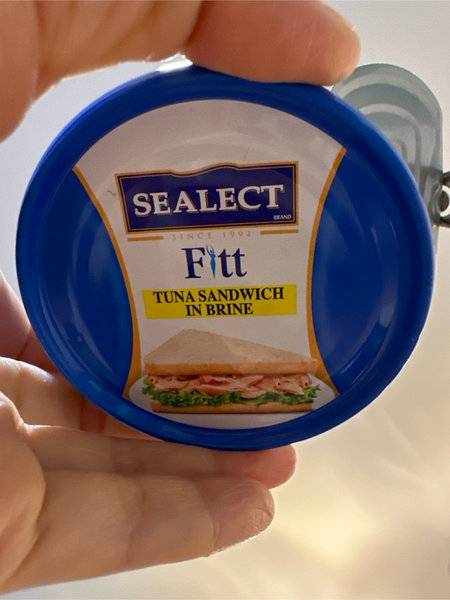 SEALECT
BRAND
SINCE 1992
Fitt
TUNA SANDWICH
IN BRINE